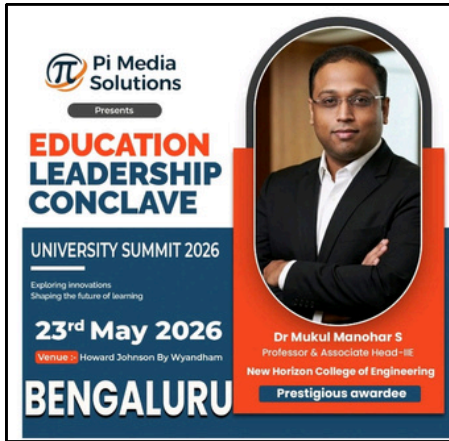 π Pi Media
Solutions
Presents
EDUCATION
LEADERSHIP
CONCLAVE
UNIVERSITY SUMMIT 2026
Exploring innovations
Shaping the future of learning
23rd May 2026
Venue :- Howard Johnson By Wyandham
BENGALURU
Dr Mukul Manohar S
Professor & Associate Head-IIE
New Horizon College of Engineering
Prestigious awardee